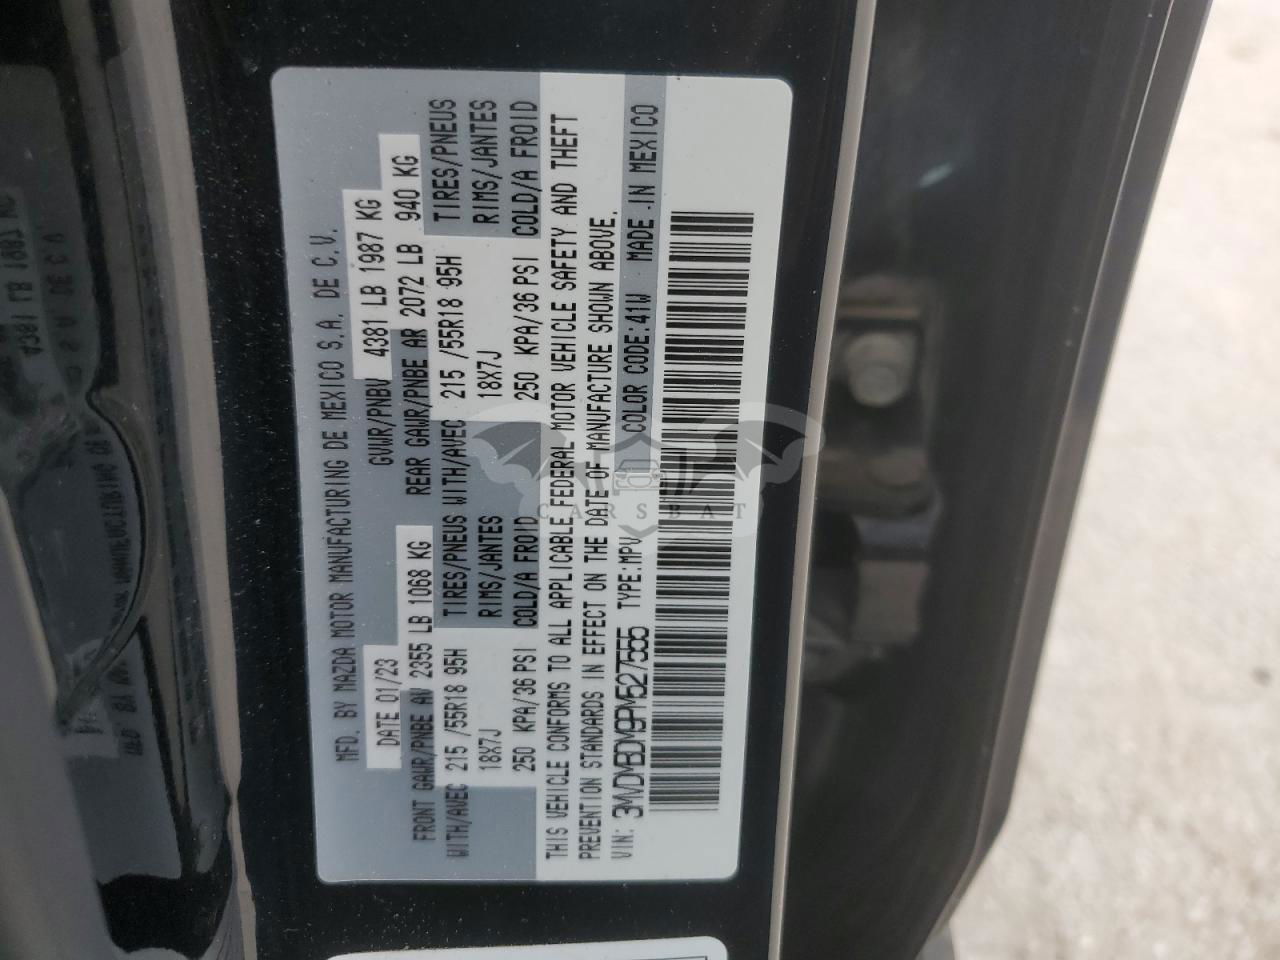 MFD. BY MAZDA MOTOR MANUFACTURING DE MEXICO S.A. DE C.V.
DATE 01/23 GVWR/PNBV 4381 LB 1987 KG
FRONT GAWR/PNBE AV 2355 LB 1068 KG REAR GAWR/PNBE AR 2072 LB 940 KG
WITH/AVEC 215 /55R18 95H TIRES/PNEUS WITH/AVEC 215 /55R18 95H TIRES/PNEUS
18X7J RIMS/JANTES 18X7J RIMS/JANTES
250 KPA/36 PSI COLD/A FROID 250 KPA/36 PSI COLD/A FROID
THIS VEHICLE CONFORMS TO ALL APPLICABLE FEDERAL MOTOR VEHICLE SAFETY AND THEFT
PREVENTION STANDARDS IN EFFECT ON THE DATE OF MANUFACTURE SHOWN ABOVE.
VIN: 3MVDMBDM9PM527555 TYPE:MPV COLOR CODE:41W MADE IN MEXICO
CARSBAT